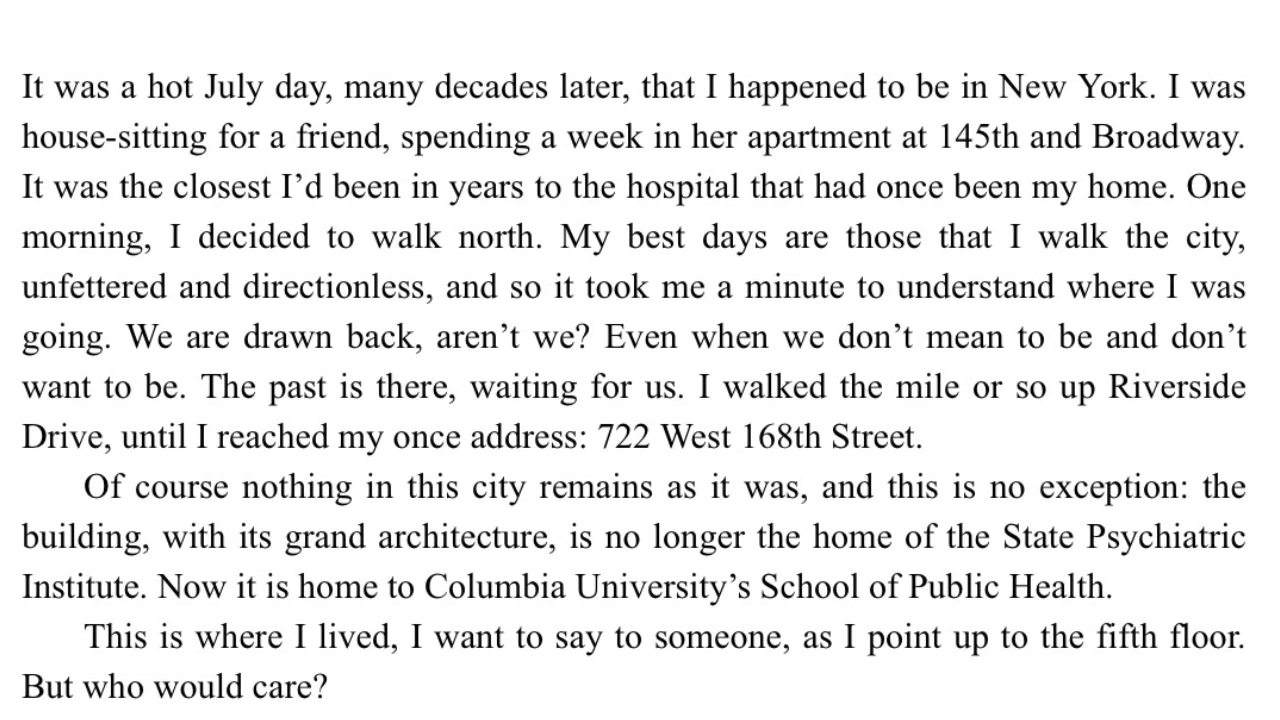 It was a hot July day, many decades later, that I happened to be in New York. I was
house-sitting for a friend, spending a week in her apartment at 145th and Broadway.
It was the closest I’d been in years to the hospital that had once been my home. One
morning, I decided to walk north. My best days are those that I walk the city,
unfettered and directionless, and so it took me a minute to understand where I was
going. We are drawn back, aren’t we? Even when we don’t mean to be and don’t
want to be. The past is there, waiting for us. I walked the mile or so up Riverside
Drive, until I reached my once address: 722 West 168th Street.
Of course nothing in this city remains as it was, and this is no exception: the
building, with its grand architecture, is no longer the home of the State Psychiatric
Institute. Now it is home to Columbia University’s School of Public Health.
This is where I lived, I want to say to someone, as I point up to the fifth floor.
But who would care?